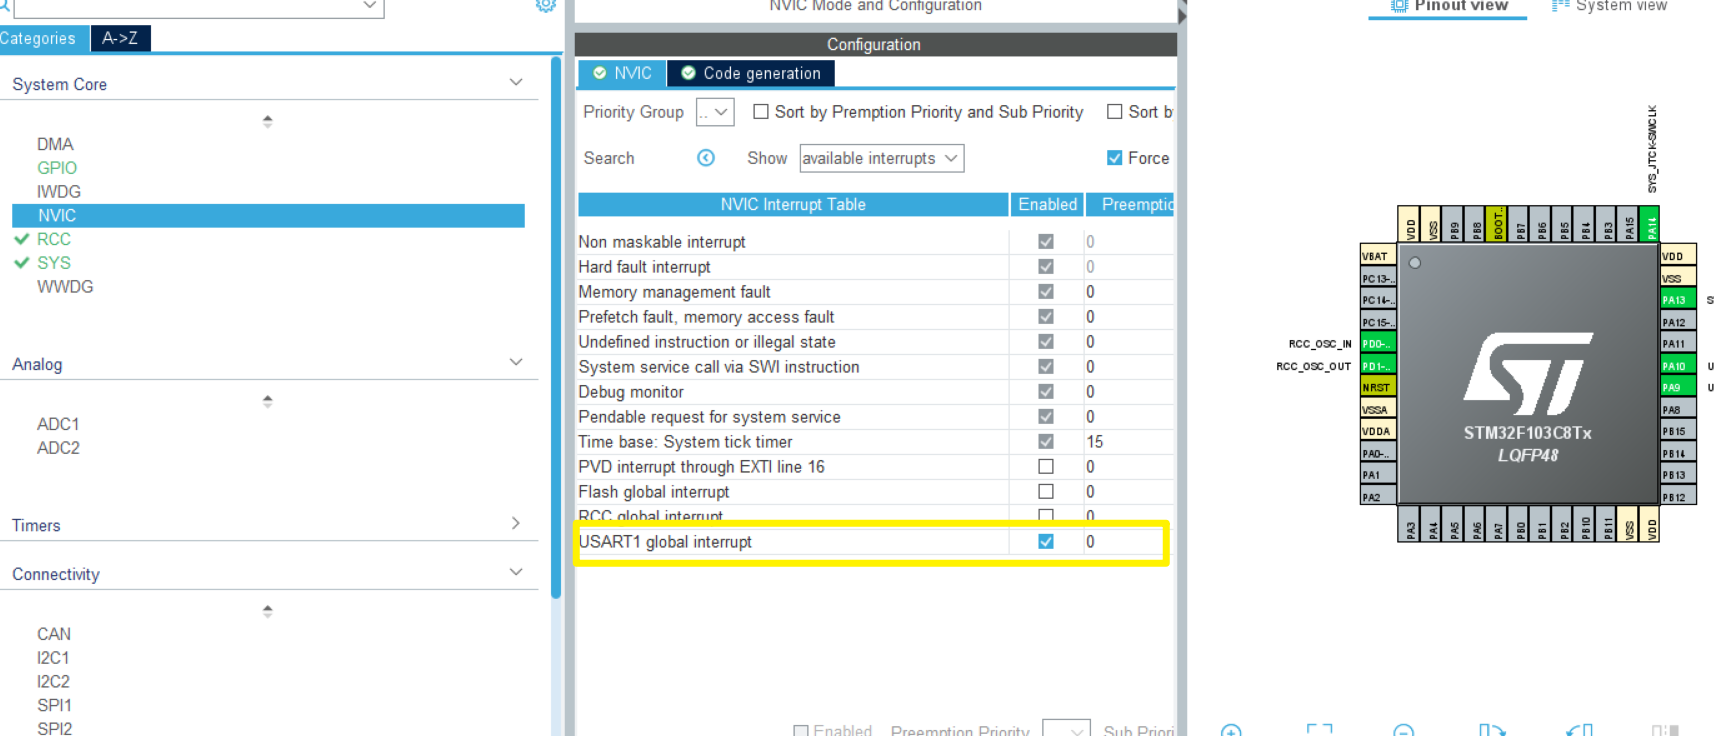 NVIC Mode and Configuration
Pinout view
System view
Categories
A->Z
Configuration
System Core
DMA
GPIO
IWDG
NVIC
RCC
SYS
WWDG
Analog
ADC1
ADC2
Timers
Connectivity
CAN
I2C1
I2C2
SPI1
SPI2
NVIC
Code generation
Priority Group
..
Sort by Premption Priority and Sub Priority
Sort b
Search
Show
available interrupts
Force
NVIC Interrupt Table Enabled Preemptio
Non maskable interrupt 0
Hard fault interrupt 0
Memory management fault 0
Prefetch fault, memory access fault 0
Undefined instruction or illegal state 0
System service call via SWI instruction 0
Debug monitor 0
Pendable request for system service 0
Time base: System tick timer 15
PVD interrupt through EXTI line 16 0
Flash global interrupt 0
RCC global interrupt 0
USART1 global interrupt 0
Enabled Preemption Priority Sub Priori
SYS_JTCK-SWCLK
VDD
VSS
PB9
PB8
BOOT..
PB7
PB6
PB5
PB4
PB3
PA15
PA14
VBAT
PC13-..
PC14-..
PC15-..
RCC_OSC_IN PD0-..
RCC_OSC_OUT PD1-..
NRST
VSSA
VDDA
PA0-..
PA1
PA2
ST
STM32F103C8Tx
LQFP48
VDD
VSS
PA13 S
PA12
PA11
PA10 U
PA9 U
PA8
PB15
PB14
PB13
PB12
PA3
PA4
PA5
PA6
PA7
PB0
PB1
PB2
PB10
PB11
VSS
VDD